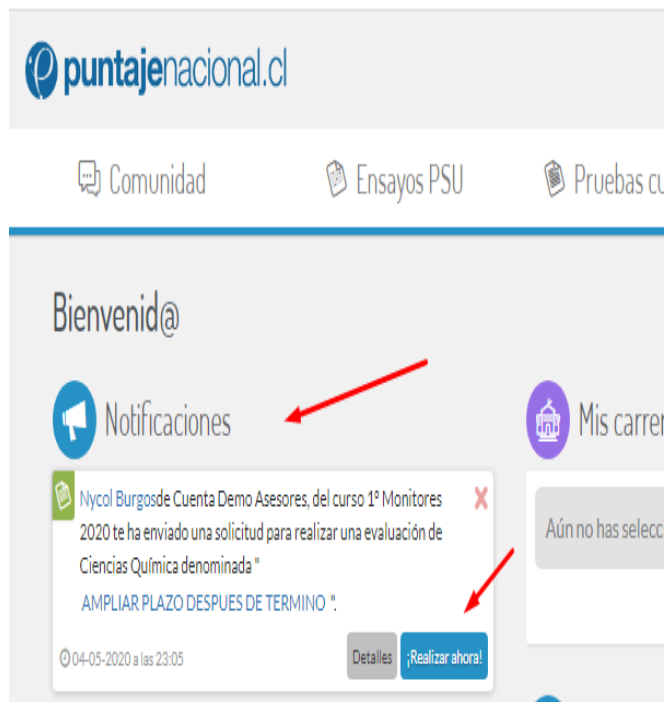 puntajenacional.cl
Comunidad
Ensayos PSU
Pruebas cu
Bienvenid@
Notificaciones
Mis carrer
Nycol Burgosde Cuenta Demo Asesores, del curso 1º Monitores
2020 te ha enviado una solicitud para realizar una evaluación de
Ciencias Química denominada "
AMPLIAR PLAZO DESPUES DE TERMINO ".
Aún no has selecc
04-05-2020 a las 23:05
Detalles
¡Realizar ahora!